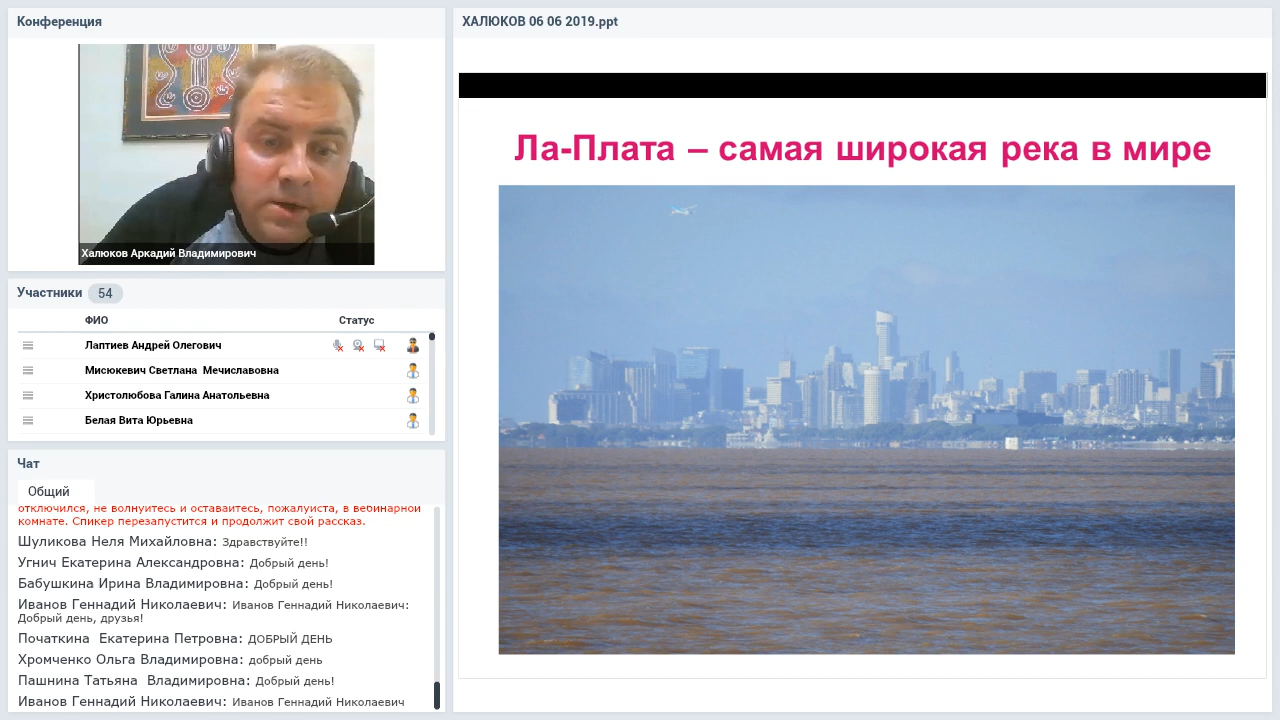 Конференция
Халюков Аркадий Владимирович
Участники 54
ФИО Статус
Лаптиев Андрей Олегович
Мисюкевич Светлана Мечиславовна
Христолюбова Галина Анатольевна
Белая Вита Юрьевна
Чат
Общий
отключился, не волнуйтесь и оставайтесь, пожалуйста, в вебинарной
комнате. Спикер перезапустится и продолжит свой рассказ.
Шуликова Неля Михайловна: Здравствуйте!!
Угнич Екатерина Александровна: Добрый день!
Бабушкина Ирина Владимировна: Добрый день!
Иванов Геннадий Николаевич: Иванов Геннадий Николаевич:
Добрый день, друзья!
Початкина Екатерина Петровна: ДОБРЫЙ ДЕНЬ
Хромченко Ольга Владимировна: добрый день
Пашнина Татьяна Владимировна: Добрый день!
Иванов Геннадий Николаевич: Иванов Геннадий Николаевич
ХАЛЮКОВ 06 06 2019.ppt
Ла-Плата – самая широкая река в мире